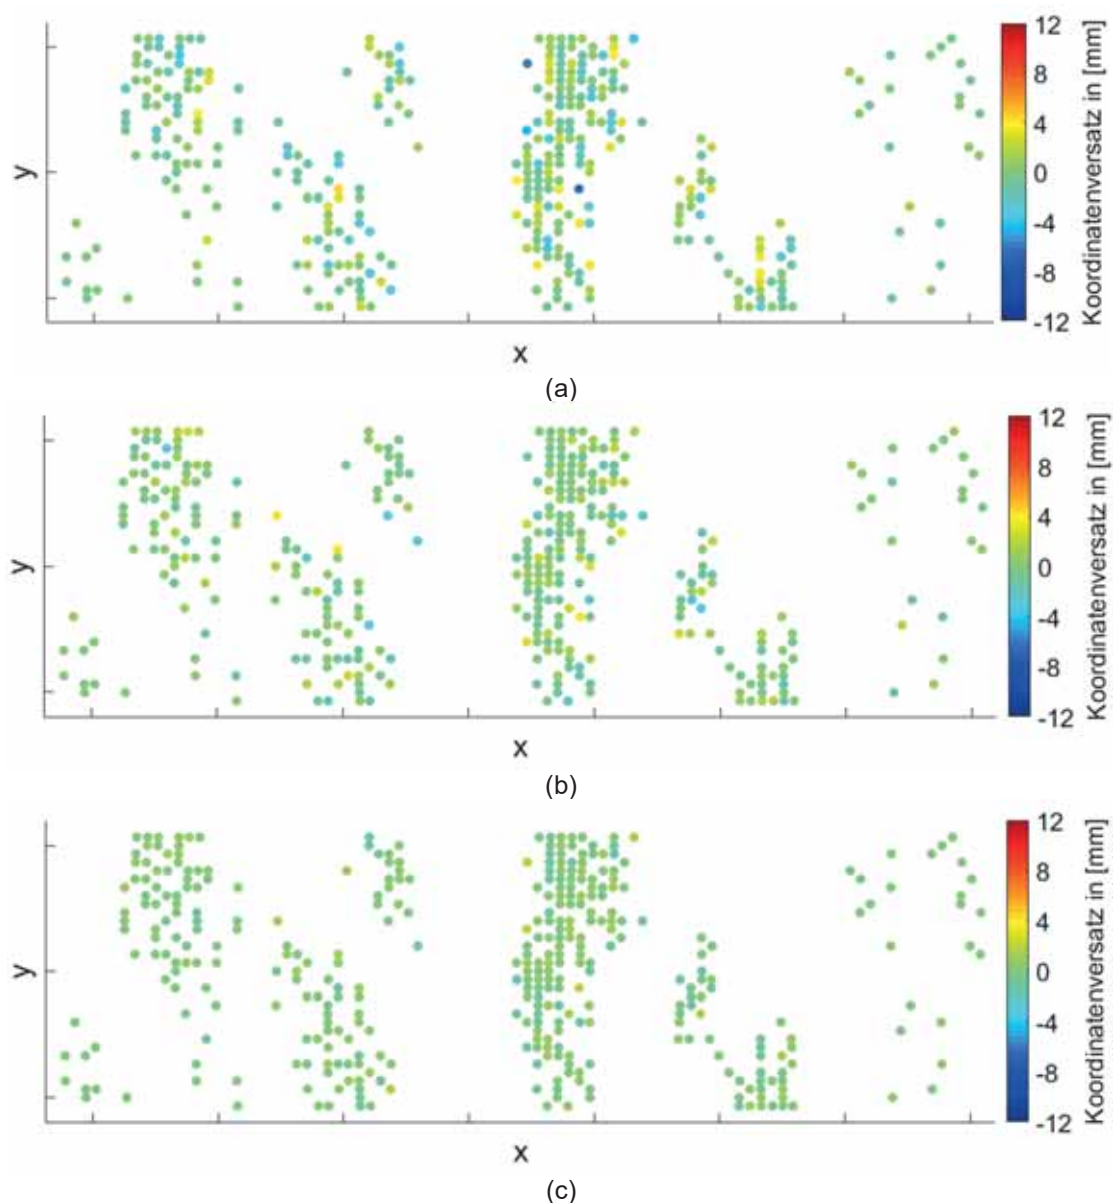 12
8
4
0
-4
-8
-12
Koordinatenversatz in [mm]
y
x
(a)
12
8
4
0
-4
-8
-12
Koordinatenversatz in [mm]
y
x
(b)
12
8
4
0
-4
-8
-12
Koordinatenversatz in [mm]
y
x
(c)